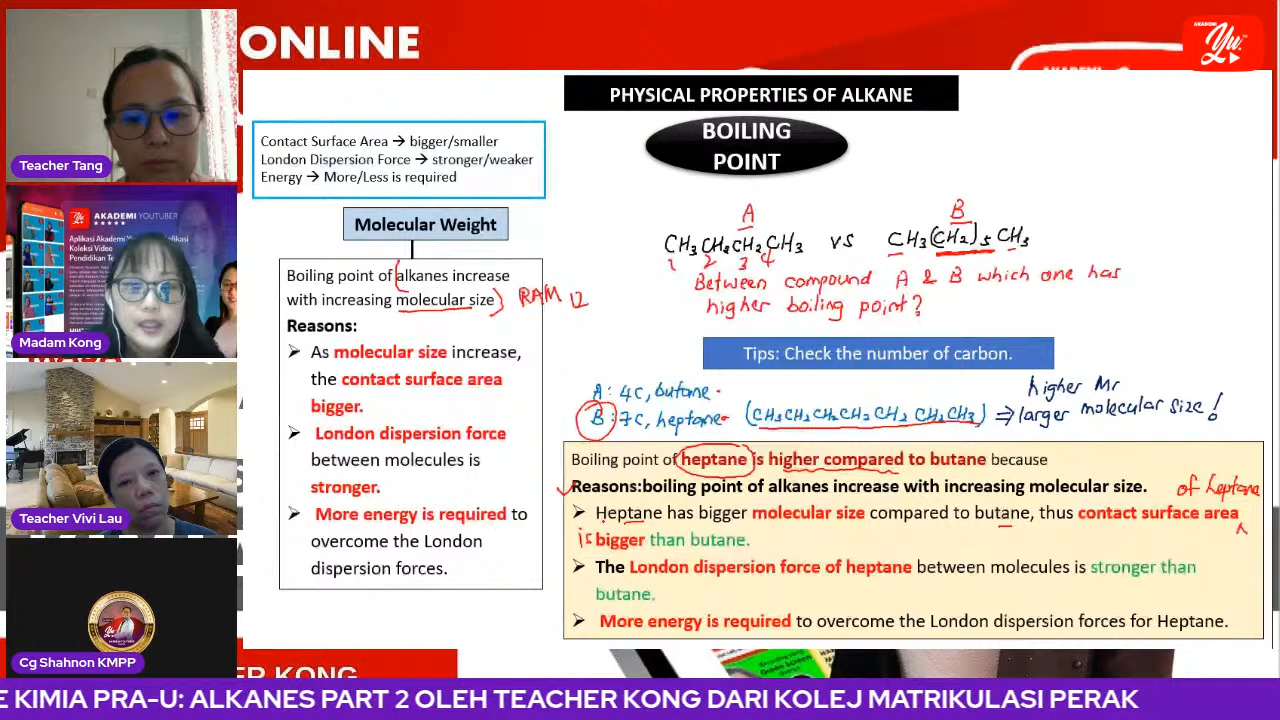 ONLINE
AKADEMI
Yu
PHYSICAL PROPERTIES OF ALKANE
BOILING
POINT
Contact Surface Area → bigger/smaller
London Dispersion Force → stronger/weaker
Energy → More/Less is required
Molecular Weight
Boiling point of alkanes increase
with increasing molecular size
RAM 12
Reasons:
➢ As molecular size increase,
the contact surface area
bigger.
➢ London dispersion force
between molecules is
stronger.
➢ More energy is required to
overcome the London
dispersion forces.
A
B
CH3CH2CH2CH3 vs CH3(CH2)5CH3
1 2 3 4
Between compound A & B which one has
higher boiling point?
Tips: Check the number of carbon.
A: 4C, butane
B: 7C, heptane (CH3CH2CH2CH2CH2CH2CH3) ⇒
higher Mr
larger molecular size!
Boiling point of heptane is higher compared to butane because
Reasons:boiling point of alkanes increase with increasing molecular size.
of heptane
➢ Heptane has bigger molecular size compared to butane, thus contact surface area
is bigger than butane.
➢ The London dispersion force of heptane between molecules is stronger than
butane.
➢ More energy is required to overcome the London dispersion forces for Heptane.
Teacher Tang
AKADEMI YOUTUBER
Madam Kong
Teacher Vivi Lau
Cg Shahnon KMPP
ER KONG
E KIMIA PRA-U: ALKANES PART 2 OLEH TEACHER KONG DARI KOLEJ MATRIKULASI PERAK